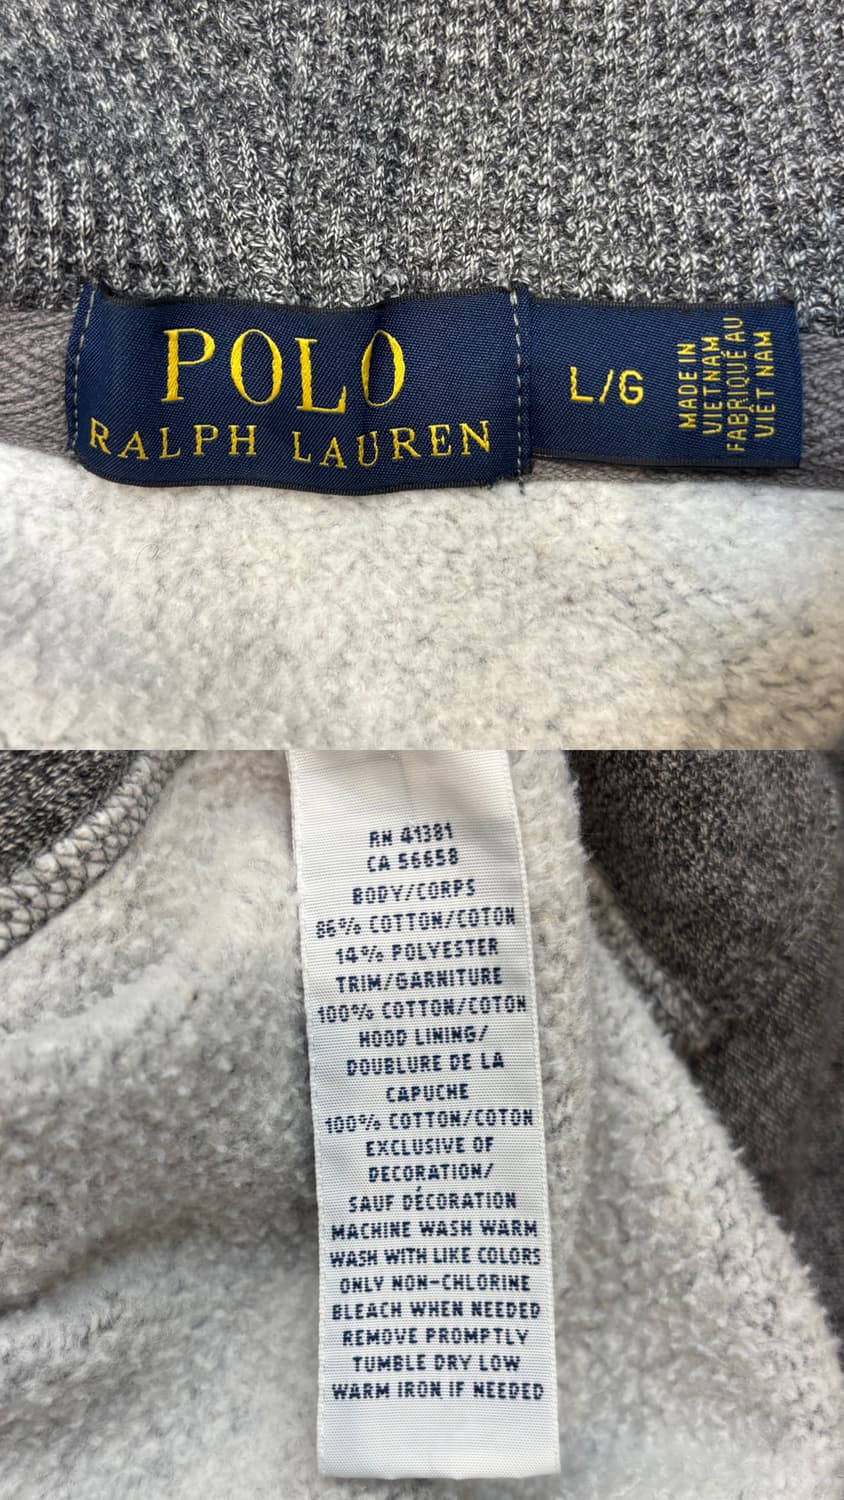 POLO
RALPH LAUREN
L/G
MADE IN
VIETNAM
FABRIQUÉ AU
VIÊT NAM
RN 41381
CA 56658
BODY/CORPS
86% COTTON/COTON
14% POLYESTER
TRIM/GARNITURE
100% COTTON/COTON
HOOD LINING/
DOUBLURE DE LA
CAPUCHE
100% COTTON/COTON
EXCLUSIVE OF
DECORATION/
SAUF DÉCORATION
MACHINE WASH WARM
WASH WITH LIKE COLORS
ONLY NON-CHLORINE
BLEACH WHEN NEEDED
REMOVE PROMPTLY
TUMBLE DRY LOW
WARM IRON IF NEEDED